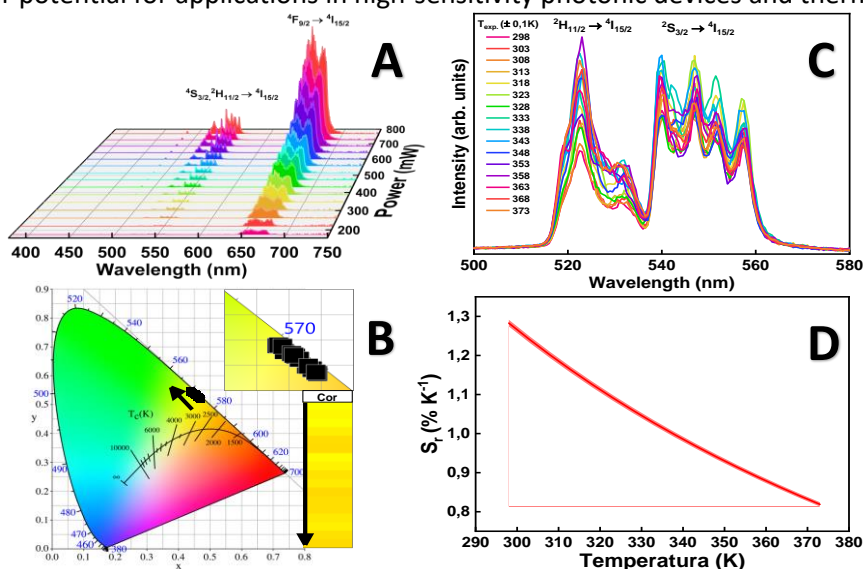 potential for applications in high-sensitivity photonic devices and
⁴F₉/₂→ ⁴I₁₅/₂
A
⁴S₃/₂,²H₁₁/₂→ ⁴I₁₅/₂
800
700
600
500
400
300
200
Power (mW)
400 450 500 550 600 650 700 750
Wavelength (nm)
C
T exp. (± 0,1K)
²H₁₁/₂→ ⁴I₁₅/₂
²S₃/₂→ ⁴I₁₅/₂
298
303
308
313
318
323
328
333
338
343
348
353
358
363
368
373
Intensity (arb. units)
500 520 540 560 580
Wavelength (nm)
B
0.9
0.8
0.7
0.6
0.5
0.4
0.3
0.2
0.1
0.0
y
520
540
560
570
580
600
620
700
500
490
480
470
460
380
T_C(K)
∞
10000
6000
4000
3000
2500
2000
1500
Cor
0.0 0.1 0.2 0.3 0.4 0.5 0.6 0.7 0.8
x
D
1,3
1,2
1,1
1,0
0,9
0,8
Sᵣ (% K⁻¹)
290 300 310 320 330 340 350 360 370 380
Temperatura (K)